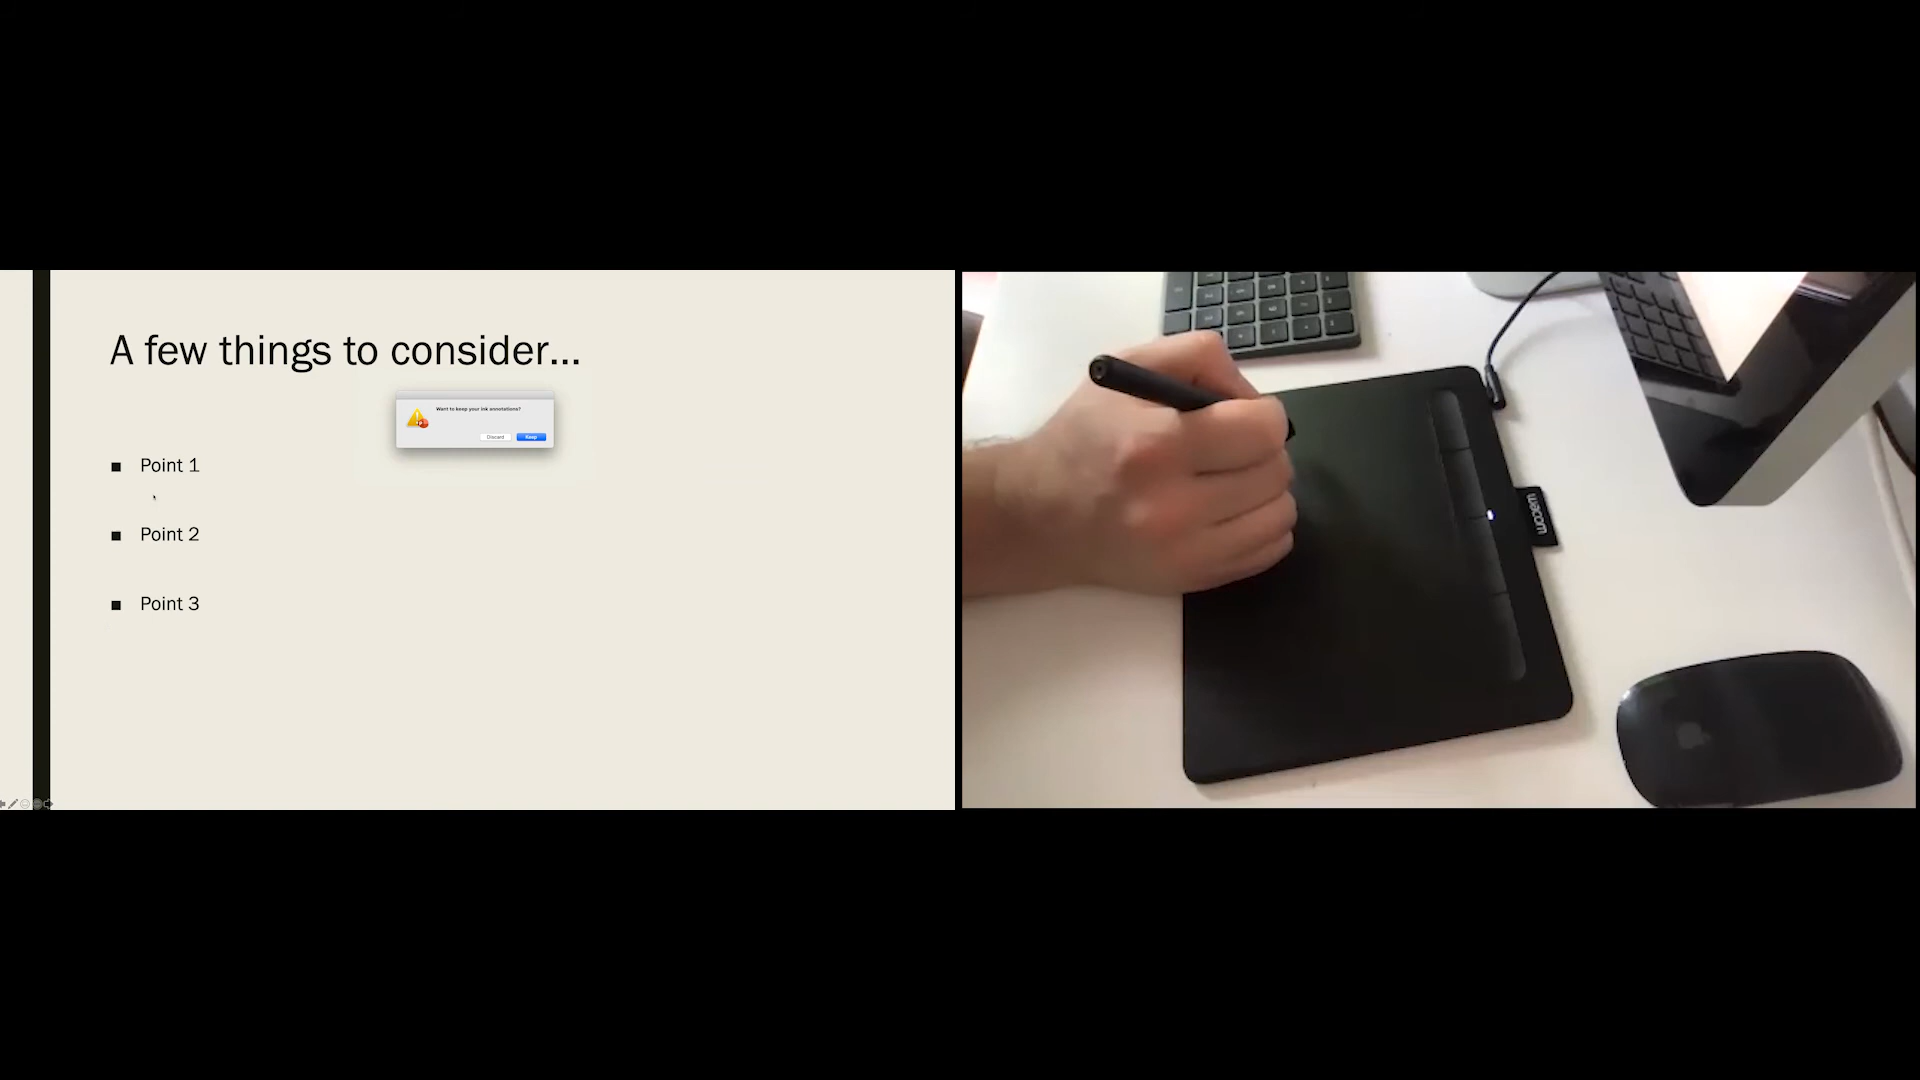 A few things to consider...
Want to keep your ink annotations?
Discard
Keep
Point 1
Point 2
Point 3
wacom